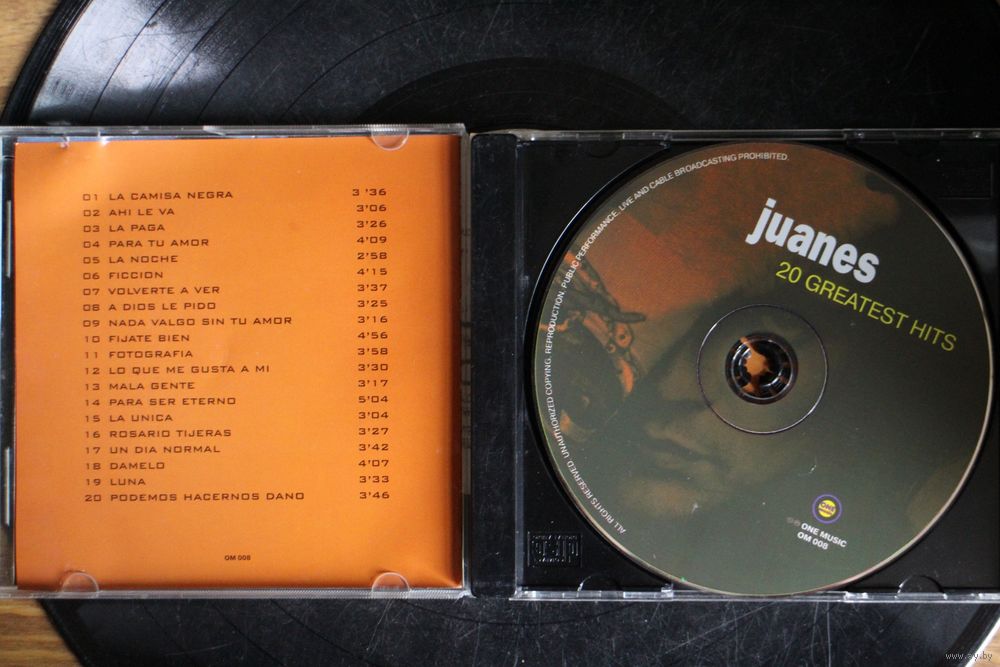 01 LA CAMISA NEGRA 3'36
02 AHI LE VA 3'06
03 LA PAGA 3'26
04 PARA TU AMOR 4'09
05 LA NOCHE 2'58
06 FICCION 4'15
07 VOLVERTE A VER 3'37
08 A DIOS LE PIDO 3'25
09 NADA VALGO SIN TU AMOR 3'16
10 FIJATE BIEN 4'56
11 FOTOGRAFIA 3'58
12 LO QUE ME GUSTA A MI 3'30
13 MALA GENTE 3'17
14 PARA SER ETERNO 5'04
15 LA UNICA 3'04
16 ROSARIO TIJERAS 3'27
17 UN DIA NORMAL 3'42
18 DAMELO 4'07
19 LUNA 3'33
20 PODEMOS HACERNOS DANO 3'46
OM 008
juanes
20 GREATEST HITS
ALL RIGHTS RESERVED. UNAUTHORIZED COPYING. REPRODUCTION. PUBLIC PERFORMANCE. LIVE AND CABLE BROADCASTING PROHIBITED.
ONE
℗© ONE MUSIC
OM 008